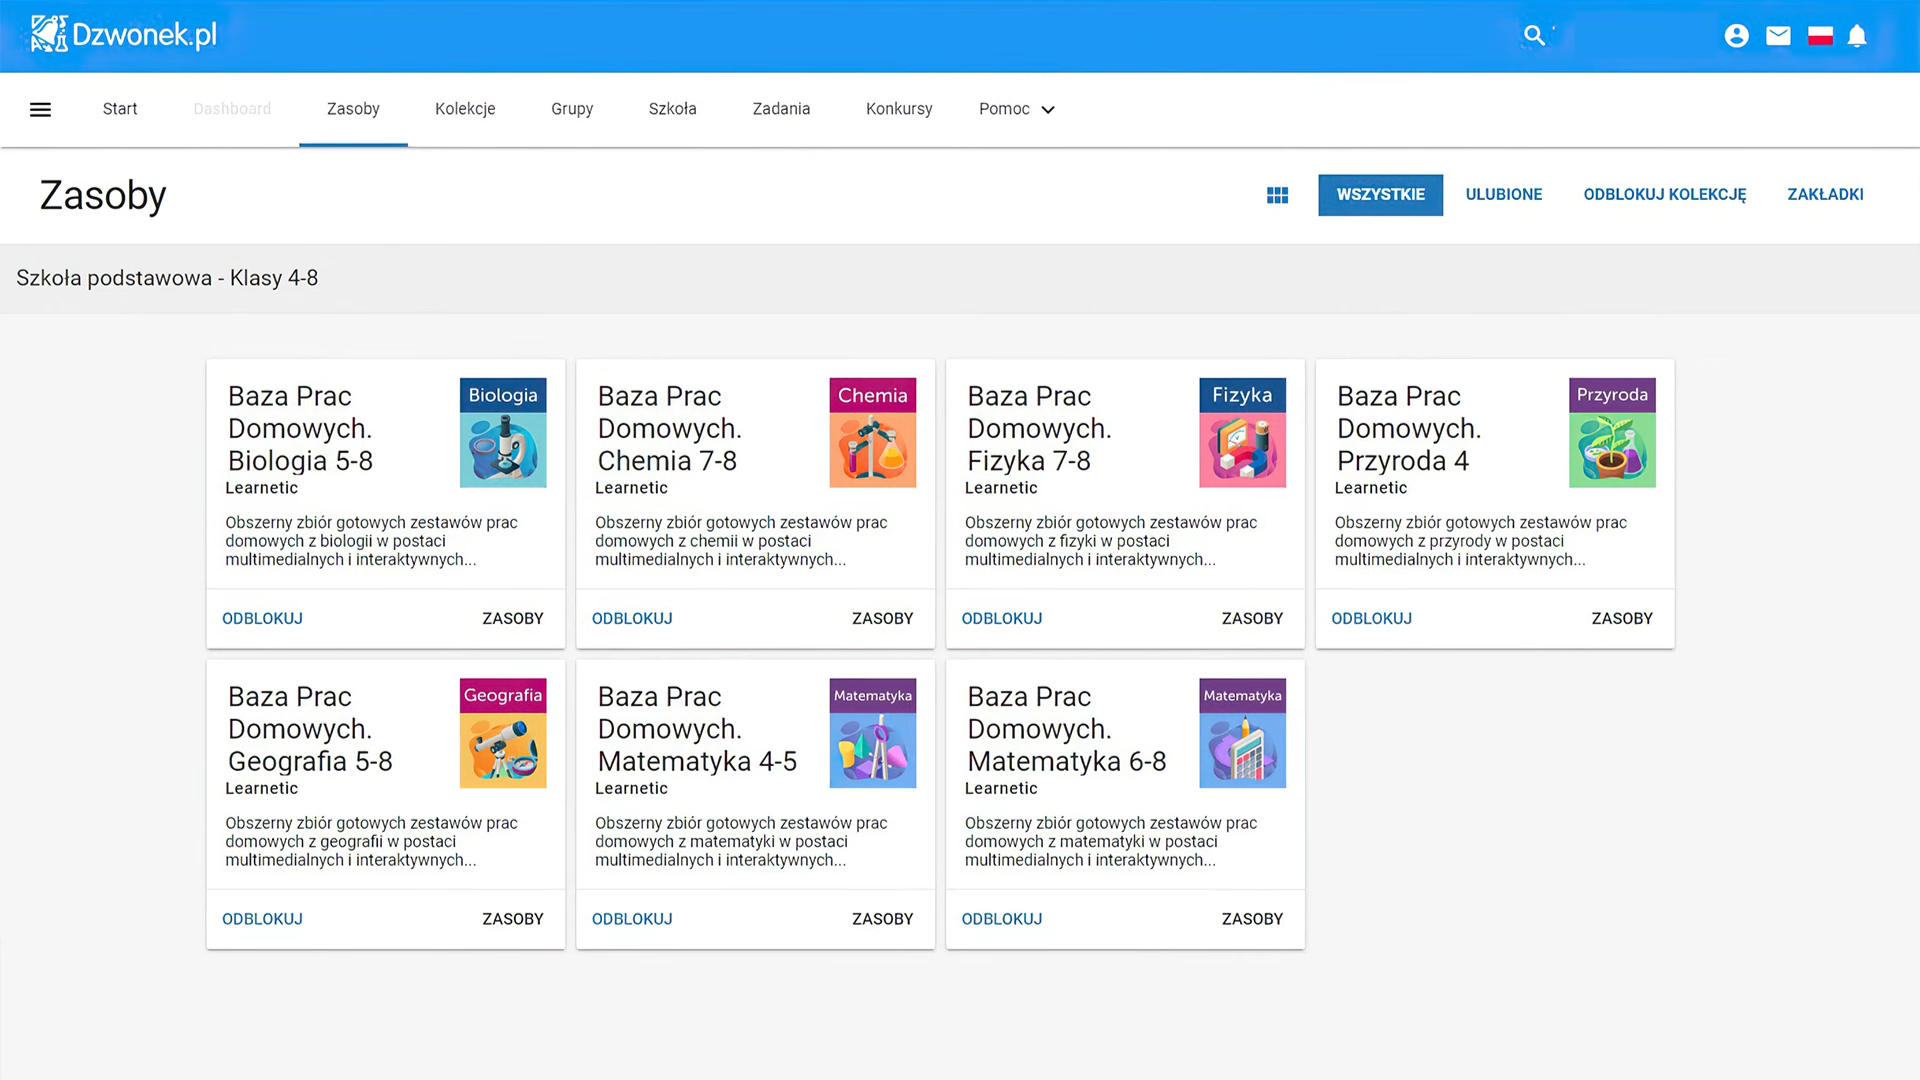 Dzwonek.pl
Start Dashboard Zasoby Kolekcje Grupy Szkoła Zadania Konkursy Pomoc
Zasoby
WSZYSTKIE ULUBIONE ODBLOKUJ KOLEKCJĘ ZAKŁADKI
Szkoła podstawowa - Klasy 4-8
Baza Prac
Domowych.
Biologia 5-8
Learnetic
Biologia
Obszerny zbiór gotowych zestawów prac
domowych z biologii w postaci
multimedialnych i interaktywnych...
ODBLOKUJ ZASOBY
Baza Prac
Domowych.
Chemia 7-8
Learnetic
Chemia
Obszerny zbiór gotowych zestawów prac
domowych z chemii w postaci
multimedialnych i interaktywnych...
ODBLOKUJ ZASOBY
Baza Prac
Domowych.
Fizyka 7-8
Learnetic
Fizyka
Obszerny zbiór gotowych zestawów prac
domowych z fizyki w postaci
multimedialnych i interaktywnych...
ODBLOKUJ ZASOBY
Baza Prac
Domowych.
Przyroda 4
Learnetic
Przyroda
Obszerny zbiór gotowych zestawów prac
domowych z przyrody w postaci
multimedialnych i interaktywnych...
ODBLOKUJ ZASOBY
Baza Prac
Domowych.
Geografia 5-8
Learnetic
Geografia
Obszerny zbiór gotowych zestawów prac
domowych z geografii w postaci
multimedialnych i interaktywnych...
ODBLOKUJ ZASOBY
Baza Prac
Domowych.
Matematyka 4-5
Learnetic
Matematyka
Obszerny zbiór gotowych zestawów prac
domowych z matematyki w postaci
multimedialnych i interaktywnych...
ODBLOKUJ ZASOBY
Baza Prac
Domowych.
Matematyka 6-8
Learnetic
Matematyka
Obszerny zbiór gotowych zestawów prac
domowych z matematyki w postaci
multimedialnych i interaktywnych...
ODBLOKUJ ZASOBY